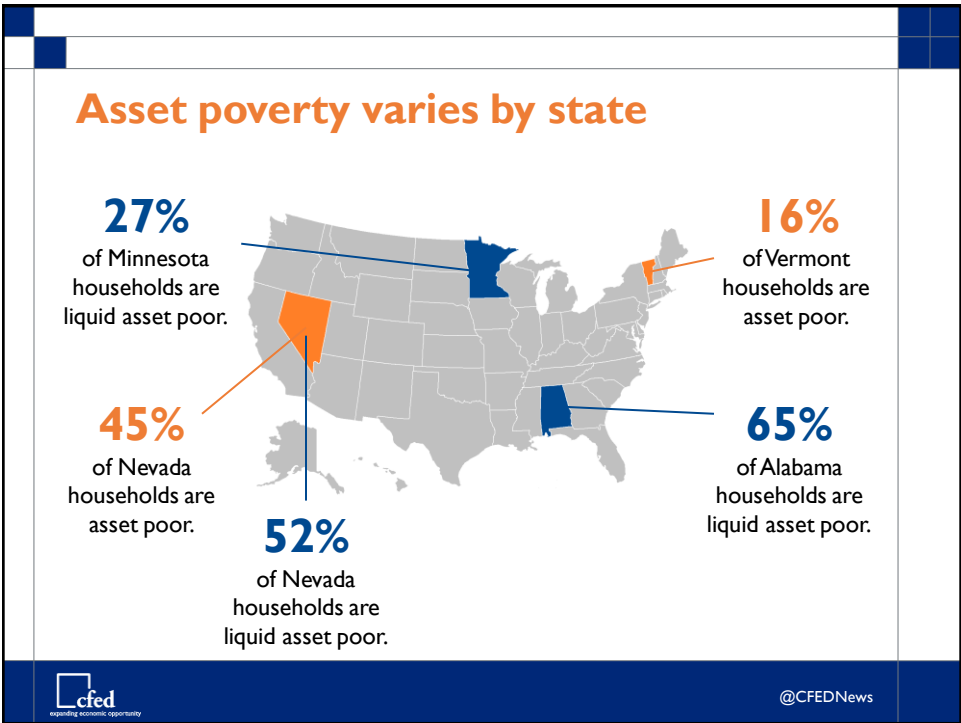 Asset poverty varies by state
27%
of Minnesota
households are
liquid asset poor.
16%
of Vermont
households are
asset poor.
45%
of Nevada
households are
asset poor.
52%
of Nevada
households are
liquid asset poor.
65%
of Alabama
households are
liquid asset poor.
cfed
expanding economic opportunity
@CFEDNews